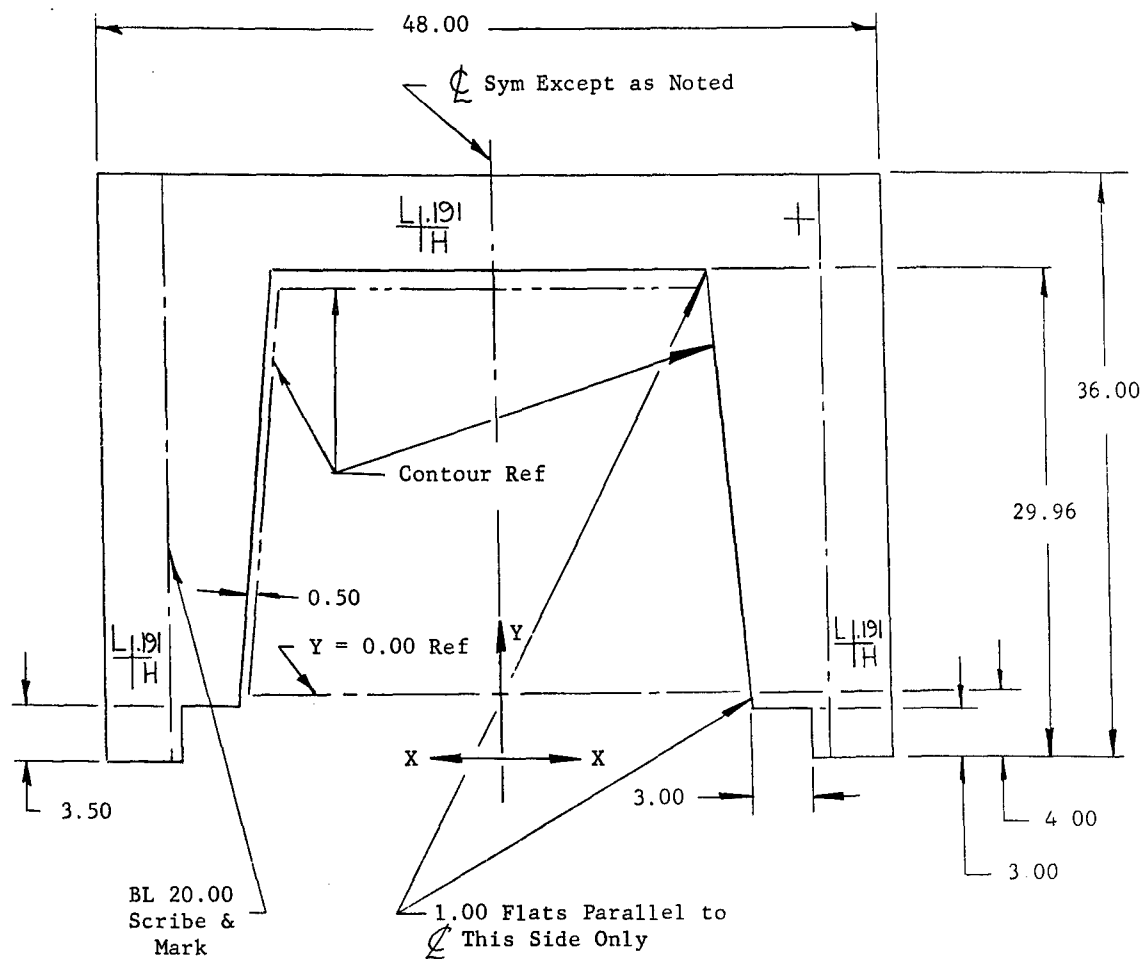 48.00
℄ Sym Except as Noted
L .191
H
36.00
Contour Ref
29.96
0.50
Y
Y = 0.00 Ref
L .191
H
L .191
H
X
X
3.50
3.00
4 00
3.00
BL 20.00
Scribe &
Mark
1.00 Flats Parallel to
℄ This Side Only